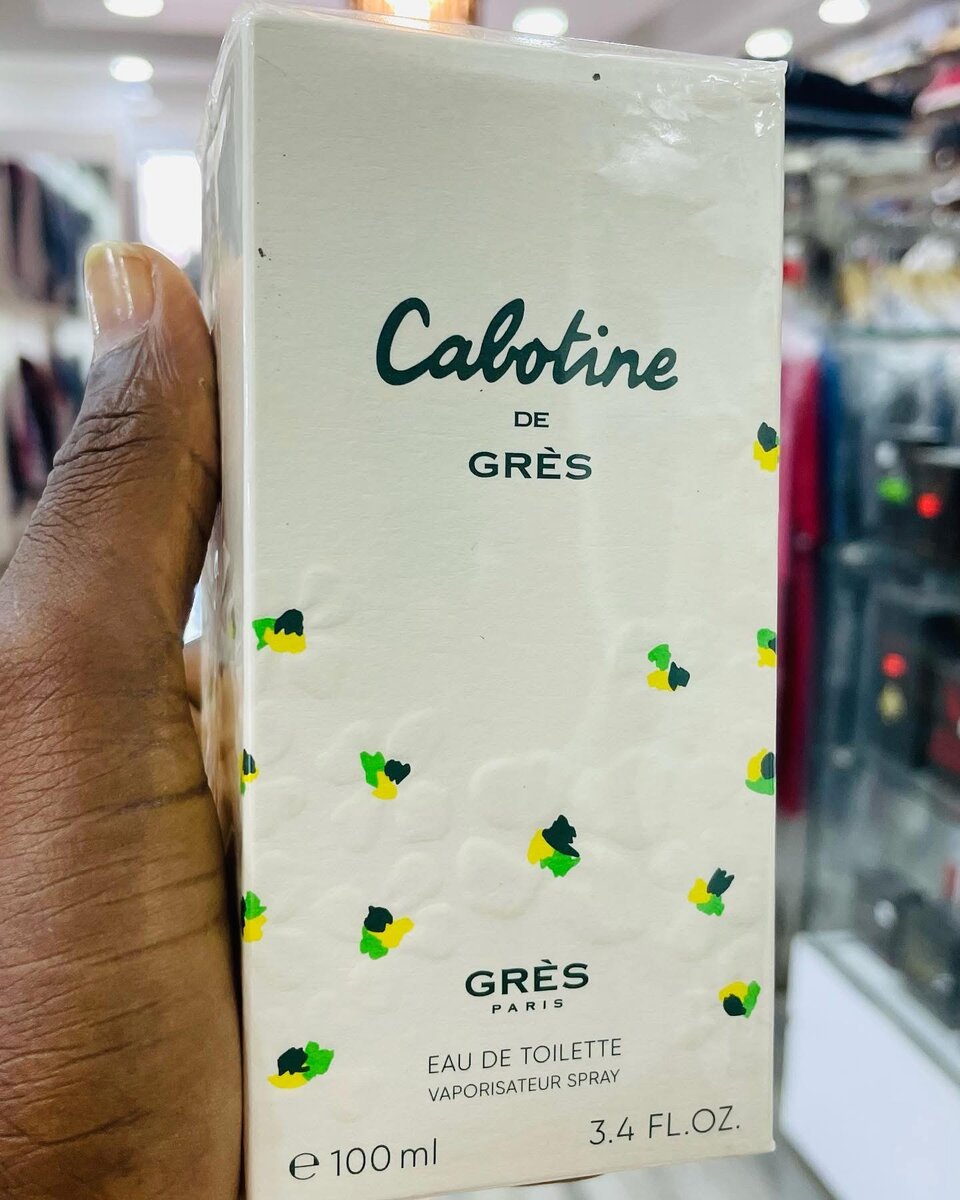 Cabotine
DE
GRÈS
GRÈS
PARIS
EAU DE TOILETTE
VAPORISATEUR SPRAY
℮ 100 ml
3.4 FL.OZ.